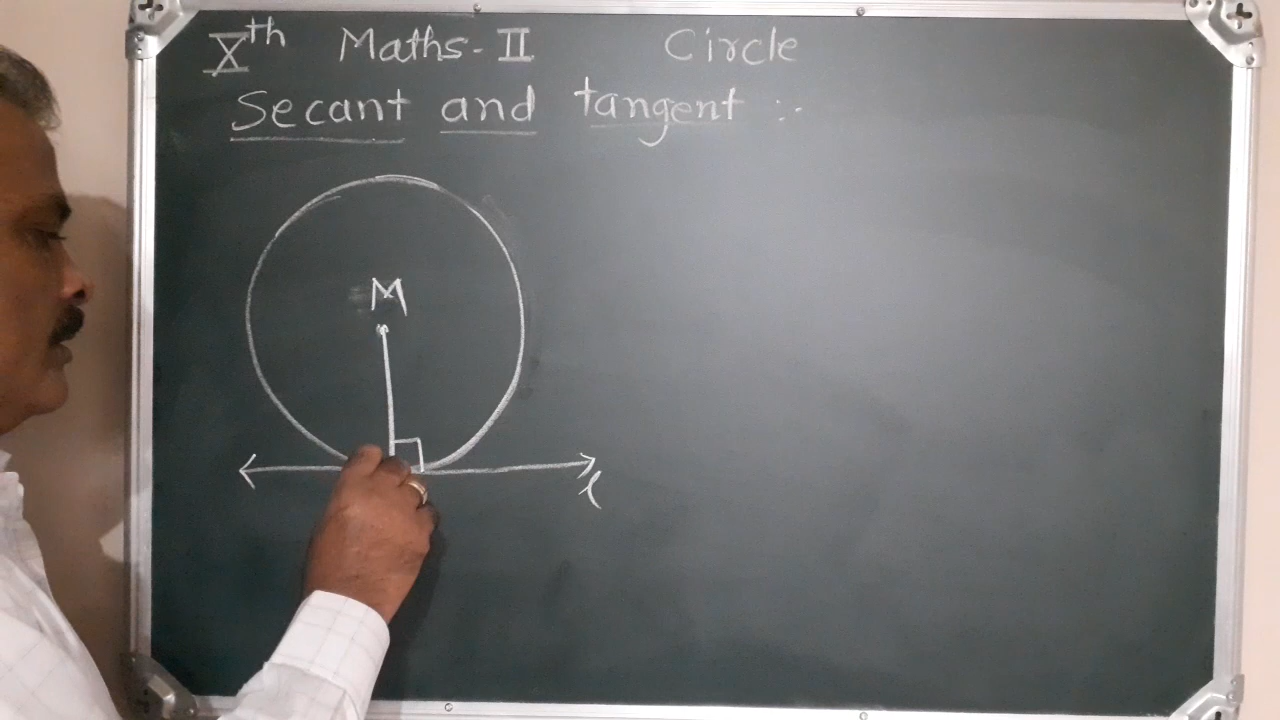 Xth Maths-II Circle
Secant and tangent :-
M
l